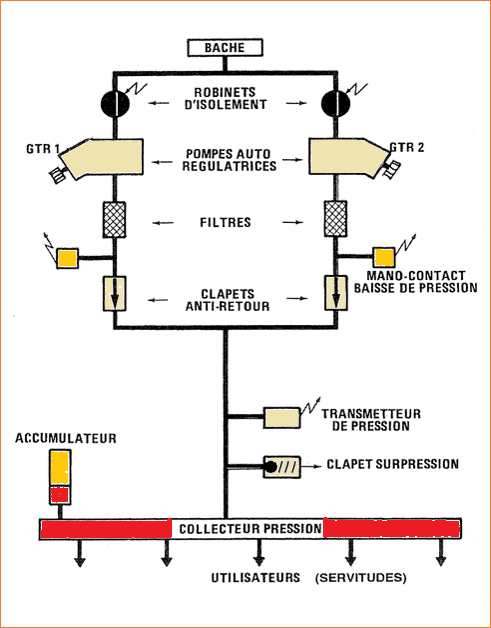 BACHE
ROBINETS
D'ISOLEMENT
GTR 1
GTR 2
POMPES AUTO
REGULATRICES
FILTRES
MANO-CONTACT
BAISSE DE PRESSION
CLAPETS
ANTI-RETOUR
TRANSMETTEUR
DE PRESSION
ACCUMULATEUR
CLAPET SURPRESSION
COLLECTEUR PRESSION
UTILISATEURS (SERVITUDES)